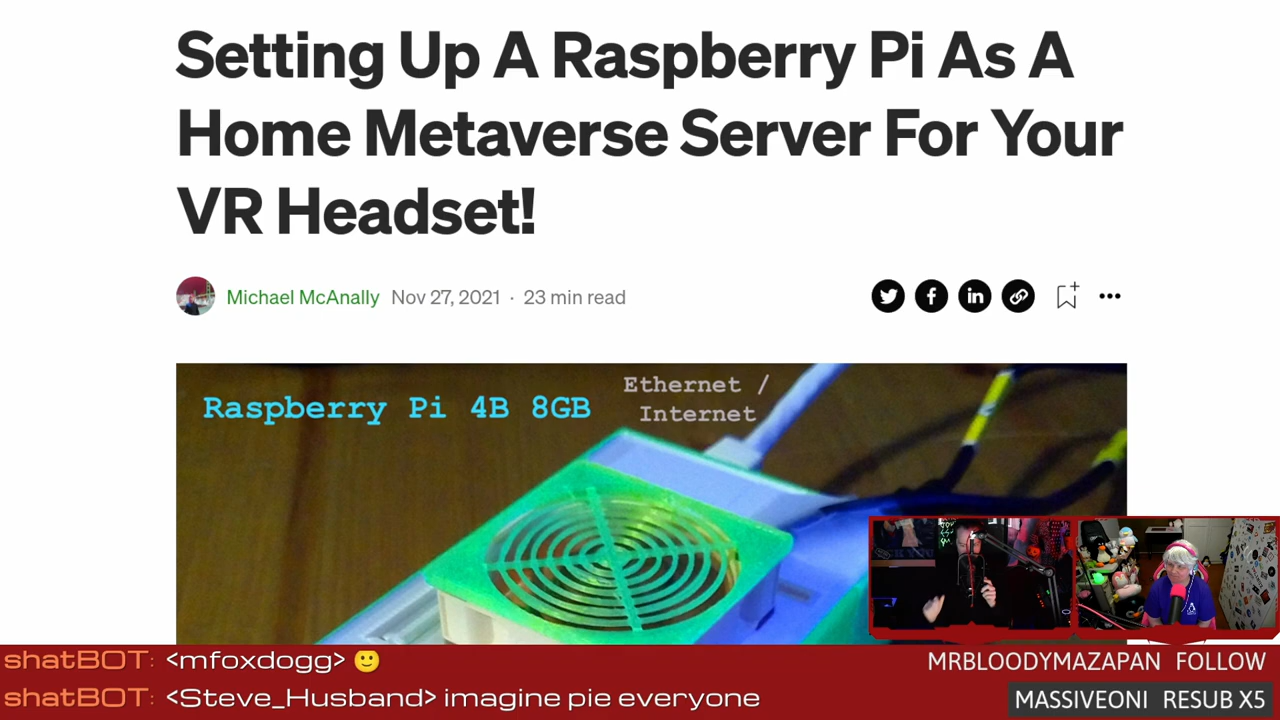 Setting Up A Raspberry Pi As A
Home Metaverse Server For Your
VR Headset!
Michael McAnally Nov 27, 2021 · 23 min read
Raspberry Pi 4B 8GB
Ethernet /
Internet
shatBOT: <mfoxdogg> 🙂
MRBLOODYMAZAPAN FOLLOW
shatBOT: <Steve_Husband> imagine pie everyone
MASSIVEONI RESUB X5